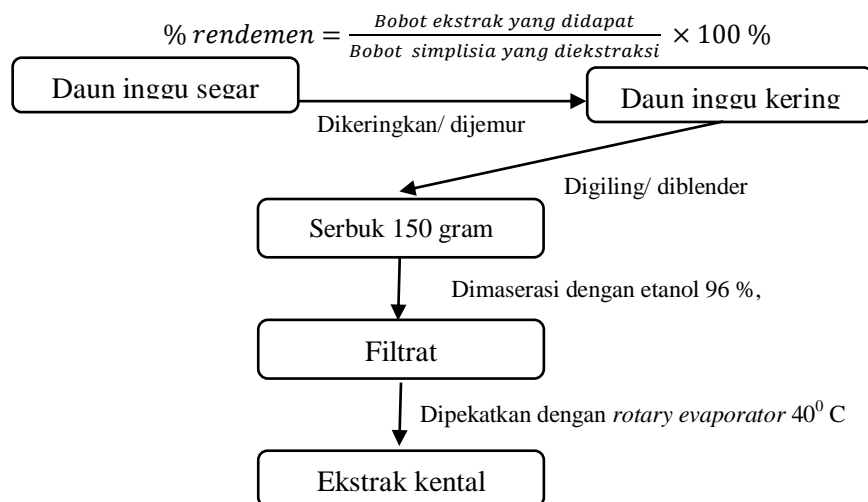 % rendemen = Bobot ekstrak yang didapat / Bobot simplisia yang diekstraksi × 100 %
Daun inggu segar
Daun inggu kering
Dikeringkan/ dijemur
Digiling/ diblender
Serbuk 150 gram
Dimaserasi dengan etanol 96 %,
Filtrat
Dipekatkan dengan rotary evaporator 40⁰ C
Ekstrak kental